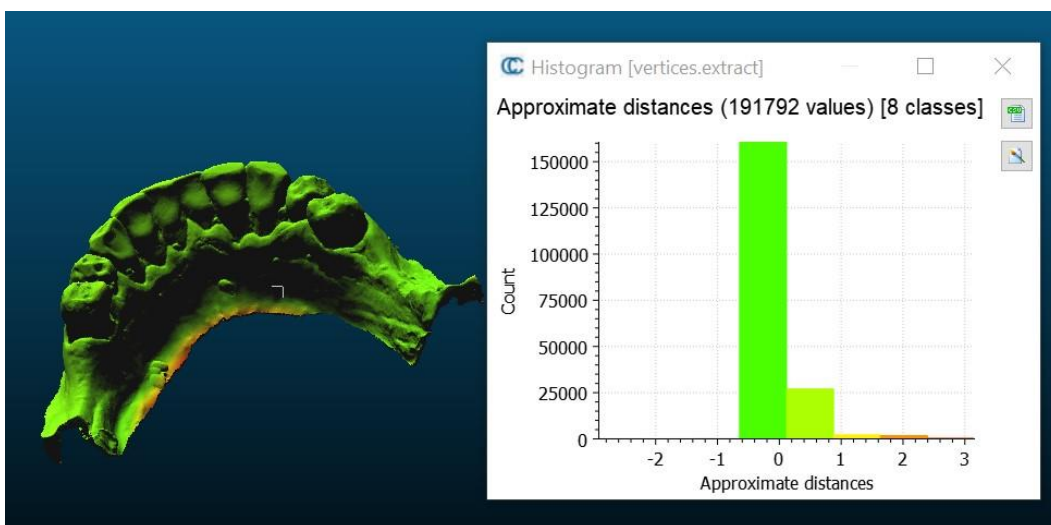 Histogram [vertices.extract]
Approximate distances (191792 values) [8 classes]
CSV
150000
125000
100000
75000
50000
25000
0
Count
-2 -1 0 1 2 3
Approximate distances